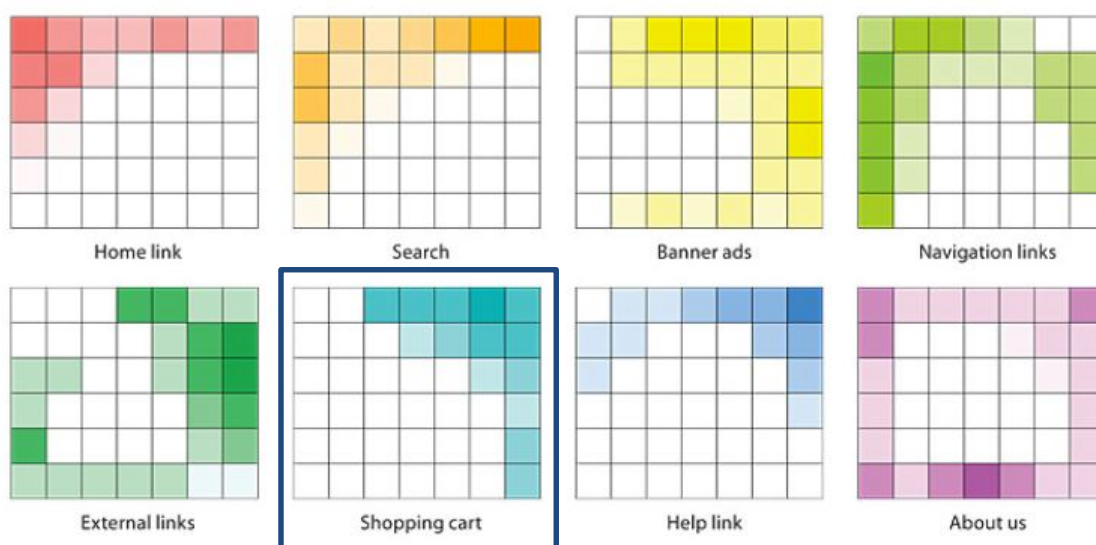 Home link
Search
Banner ads
Navigation links
External links
Shopping cart
Help link
About us